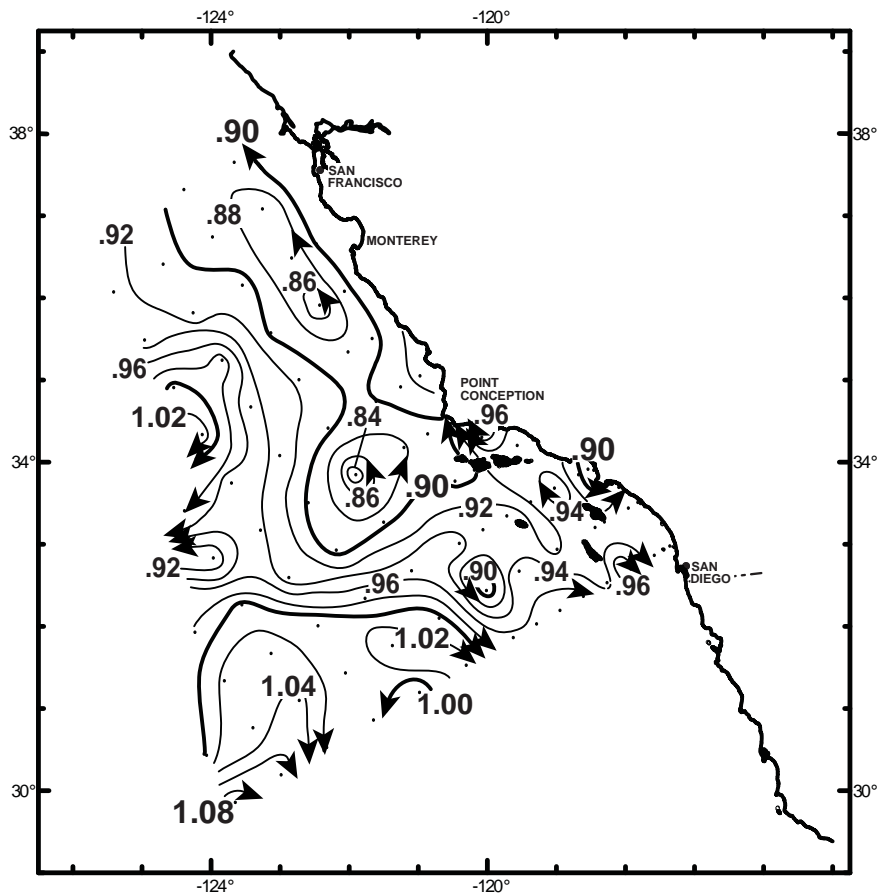 -124° -120°
38° 38°
.90
SAN
FRANCISCO
.88
.92
MONTEREY
.86
.96
POINT
CONCEPTION
1.02 .84 .96
34° 34°
.90
.86 .90
.92 .94
.92 .96 .90 .94 .96
SAN
DIEGO
1.02
1.04
1.00
30° 30°
1.08
-124° -120°